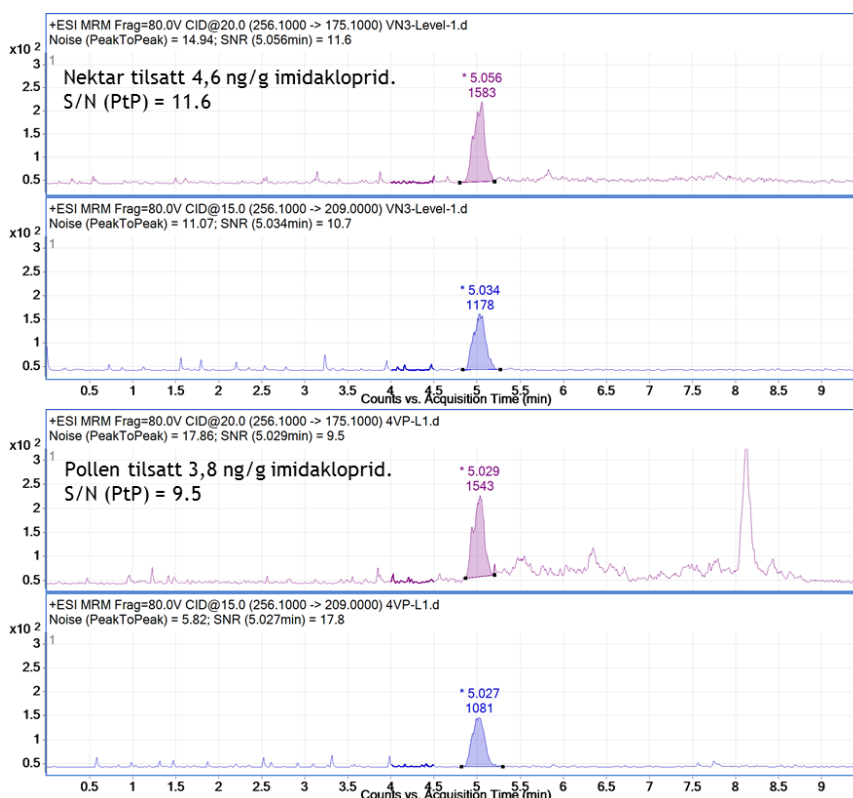 +ESI MRM Frag=80.0V CID@20.0 (256.1000 -> 175.1000) VN3-Level-1.d
Noise (PeakToPeak) = 14.94; SNR (5.056min) = 11.6
x10 2
1
3
2.5
2
1.5
1
0.5
Nektar tilsatt 4,6 ng/g imidakloprid.
S/N (PtP) = 11.6
* 5.056
1583
+ESI MRM Frag=80.0V CID@15.0 (256.1000 -> 209.0000) VN3-Level-1.d
Noise (PeakToPeak) = 11.07; SNR (5.034min) = 10.7
x10 2
1
3
2.5
2
1.5
1
0.5
* 5.034
1178
0.5 1 1.5 2 2.5 3 3.5 4 4.5 5 5.5 6 6.5 7 7.5 8 8.5 9
Counts vs. Acquisition Time (min)
+ESI MRM Frag=80.0V CID@20.0 (256.1000 -> 175.1000) 4VP-L1.d
Noise (PeakToPeak) = 17.86; SNR (5.029min) = 9.5
x10 2
1
3
2.5
2
1.5
1
0.5
Pollen tilsatt 3,8 ng/g imidakloprid.
S/N (PtP) = 9.5
* 5.029
1543
+ESI MRM Frag=80.0V CID@15.0 (256.1000 -> 209.0000) 4VP-L1.d
Noise (PeakToPeak) = 5.82; SNR (5.027min) = 17.8
x10 2
1
3
2.5
2
1.5
1
0.5
* 5.027
1081
0.5 1 1.5 2 2.5 3 3.5 4 4.5 5 5.5 6 6.5 7 7.5 8 8.5 9
Counts vs. Acquisition Time (min)